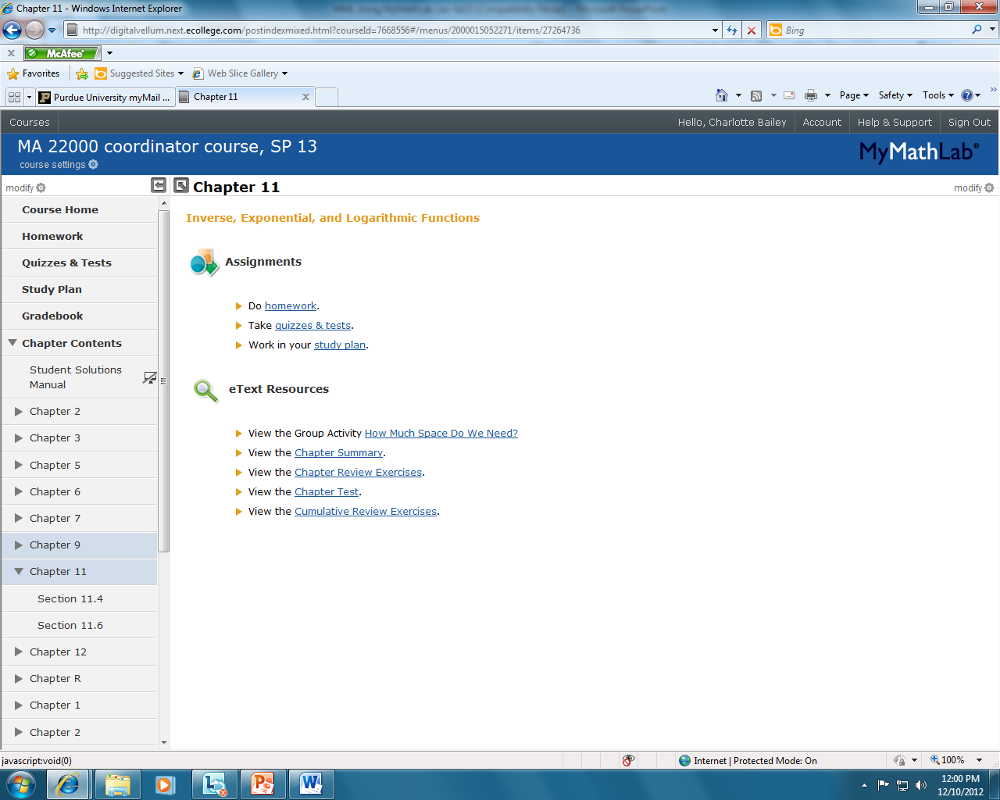 Chapter 11 - Windows Internet Explorer
http://digitalvellum.next.ecollege.com/postindexmixed.html?courseId=7668556#/menus/2000015052271/items/27264736
Bing
x McAfee
Favorites Suggested Sites Web Slice Gallery
Purdue University myMail ... Chapter 11 x Page Safety Tools »
Courses Hello, Charlotte Bailey Account Help & Support Sign Out
MA 22000 coordinator course, SP 13
course settings
MyMathLab®
modify Chapter 11 modify
Course Home
Homework
Quizzes & Tests
Study Plan
Gradebook
Chapter Contents
Student Solutions
Manual
Chapter 2
Chapter 3
Chapter 5
Chapter 6
Chapter 7
Chapter 9
Chapter 11
Section 11.4
Section 11.6
Chapter 12
Chapter R
Chapter 1
Chapter 2
Inverse, Exponential, and Logarithmic Functions
Assignments
Do homework.
Take quizzes & tests.
Work in your study plan.
eText Resources
View the Group Activity How Much Space Do We Need?
View the Chapter Summary.
View the Chapter Review Exercises.
View the Chapter Test.
View the Cumulative Review Exercises.
javascript:void(0) Internet | Protected Mode: On 100%
12:00 PM
12/10/2012